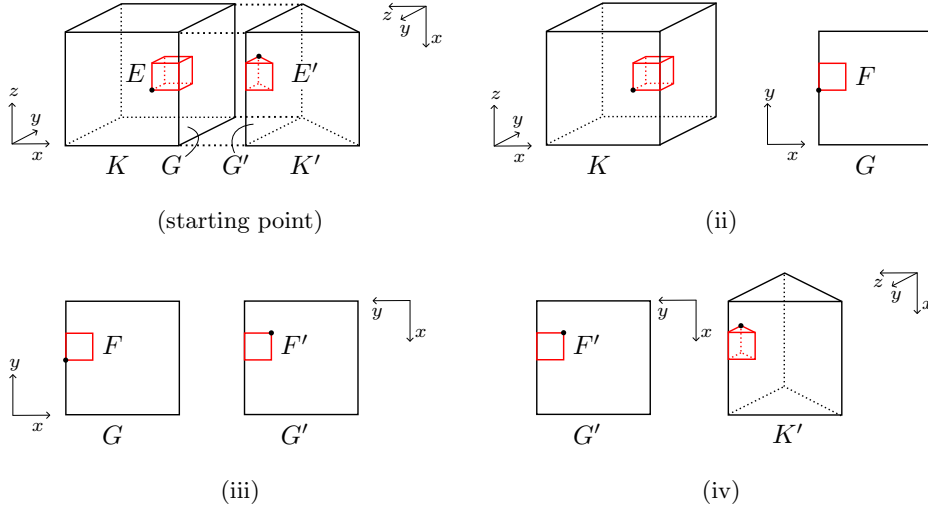 z y x
E E′
z y x
K G G′ K′
(starting point)
z y x
K
y x
F
G
(ii)
y x
F
G
y x
F′
G′
(iii)
y x
F′
G′
z y x
K′
(iv)